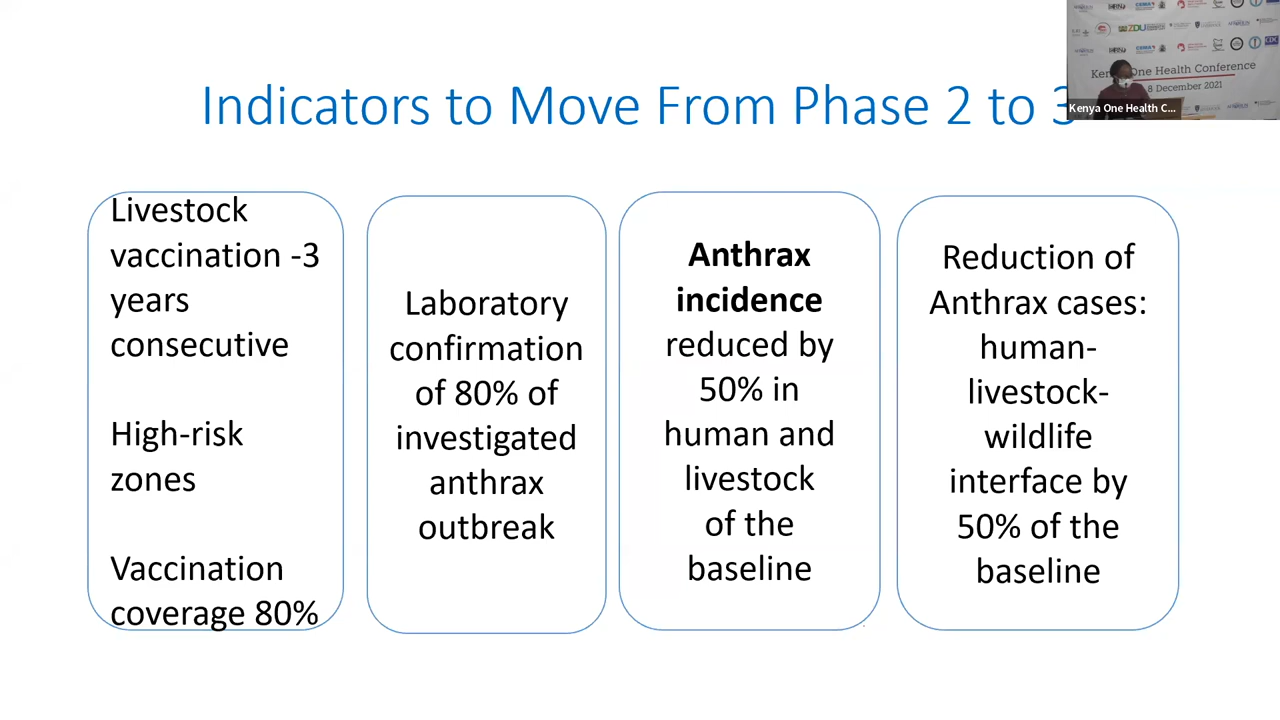 Indicators to Move From Phase 2 to 3
Kenya One Health Conference
8 December 2021
Kenya One Health C...
Livestock
vaccination -3
years
consecutive
High-risk
zones
Vaccination
coverage 80%
Laboratory
confirmation
of 80% of
investigated
anthrax
outbreak
Anthrax
incidence
reduced by
50% in
human and
livestock
of the
baseline
Reduction of
Anthrax cases:
human-
livestock-
wildlife
interface by
50% of the
baseline